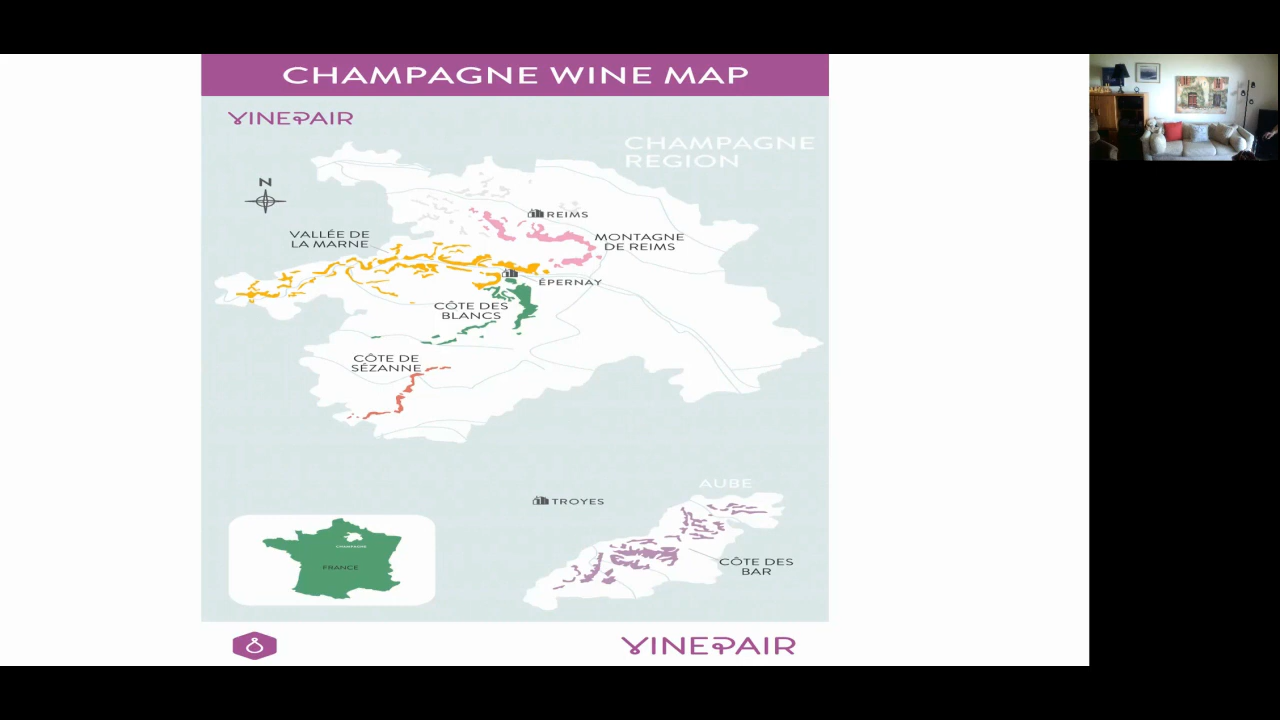 CHAMPAGNE WINE MAP
VINEPAIR
CHAMPAGNE
REGION
N
REIMS
VALLÉE DE
LA MARNE
MONTAGNE
DE REIMS
ÉPERNAY
CÔTE DES
BLANCS
CÔTE DE
SÉZANNE
AUBE
TROYES
CHAMPAGNE
FRANCE
CÔTE DES
BAR
VINEPAIR